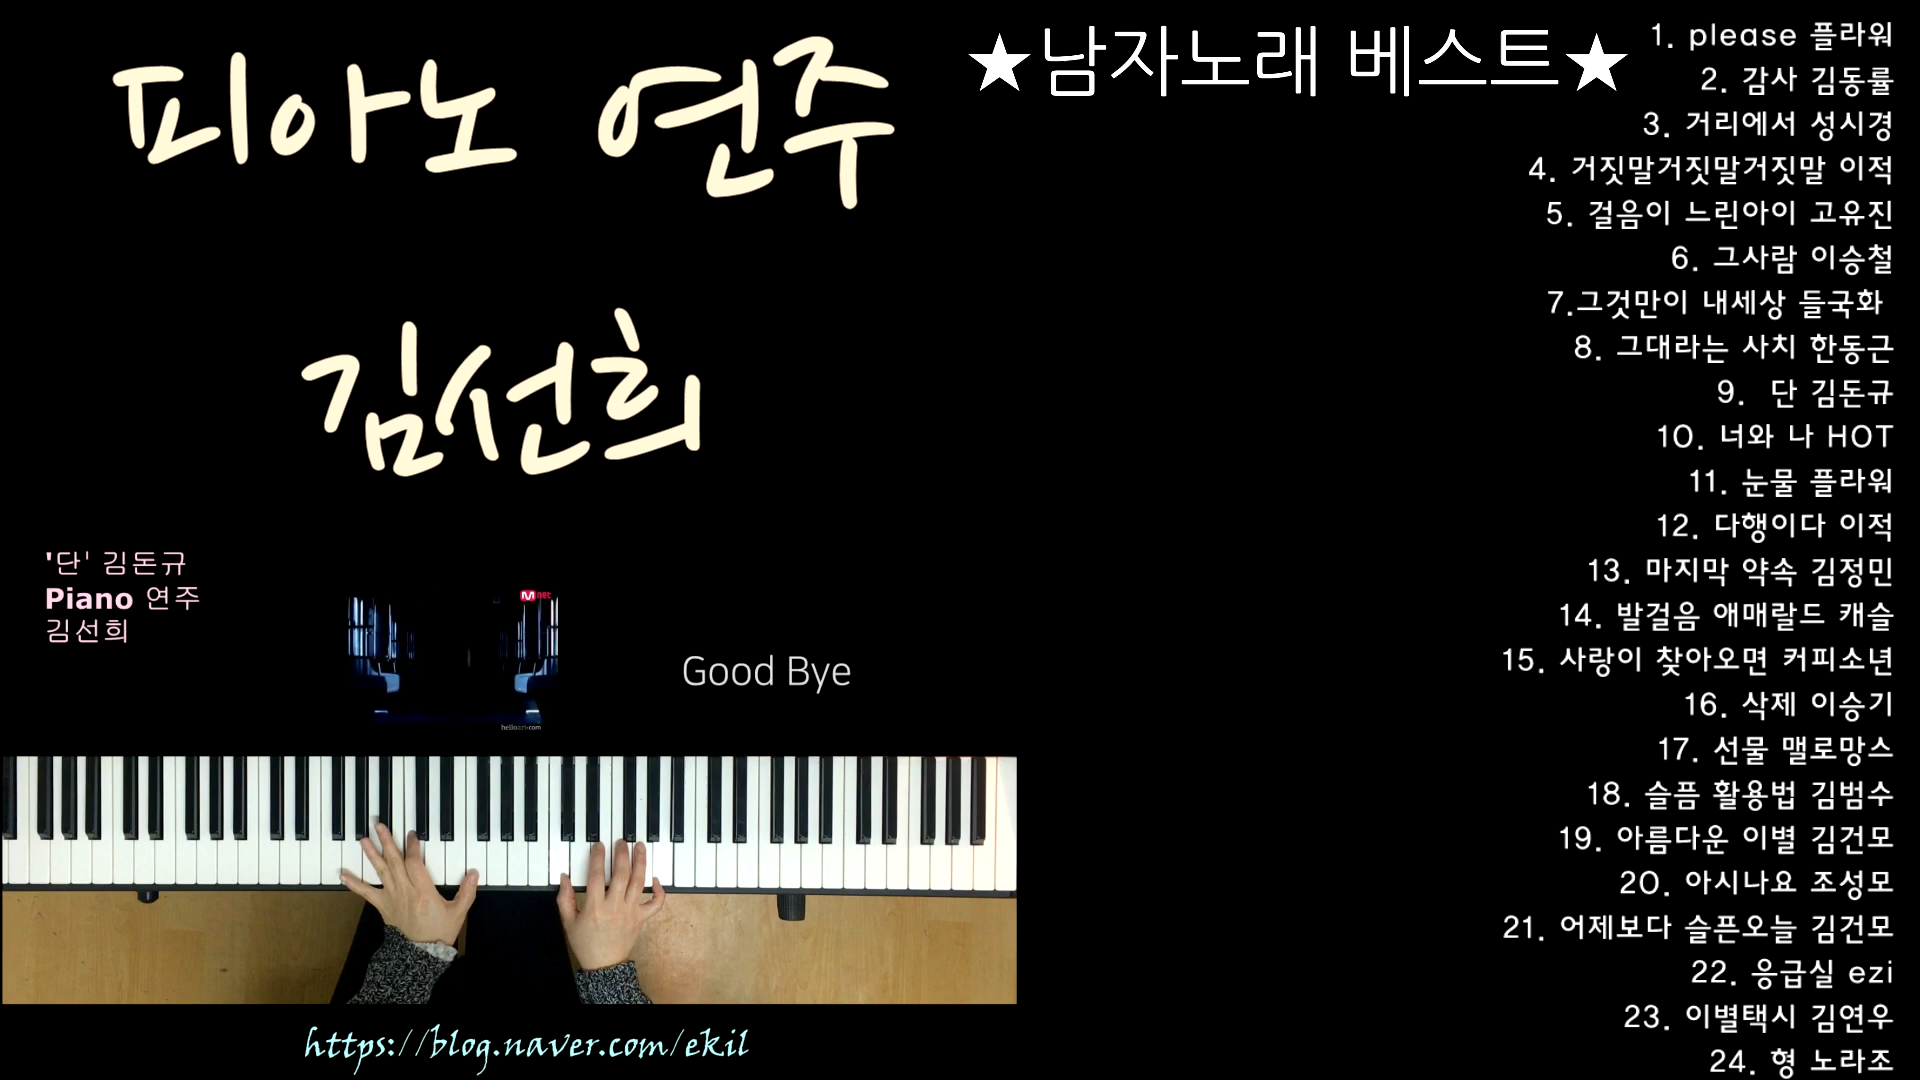 피아노 연주
김선희
★남자노래 베스트★
1. please 플라워
2. 감사 김동률
3. 거리에서 성시경
4. 거짓말거짓말거짓말 이적
5. 걸음이 느린아이 고유진
6. 그사람 이승철
7.그것만이 내세상 들국화
8. 그대라는 사치 한동근
9. 단 김돈규
10. 너와 나 HOT
11. 눈물 플라워
12. 다행이다 이적
13. 마지막 약속 김정민
14. 발걸음 애매랄드 캐슬
15. 사랑이 찾아오면 커피소년
16. 삭제 이승기
17. 선물 맬로망스
18. 슬픔 활용법 김범수
19. 아름다운 이별 김건모
20. 아시나요 조성모
21. 어제보다 슬픈오늘 김건모
22. 응급실 ezi
23. 이별택시 김연우
24. 형 노라조
'단' 김돈규
Piano 연주
김선희
Mnet
helloart.com
Good Bye
https://blog.naver.com/ekil